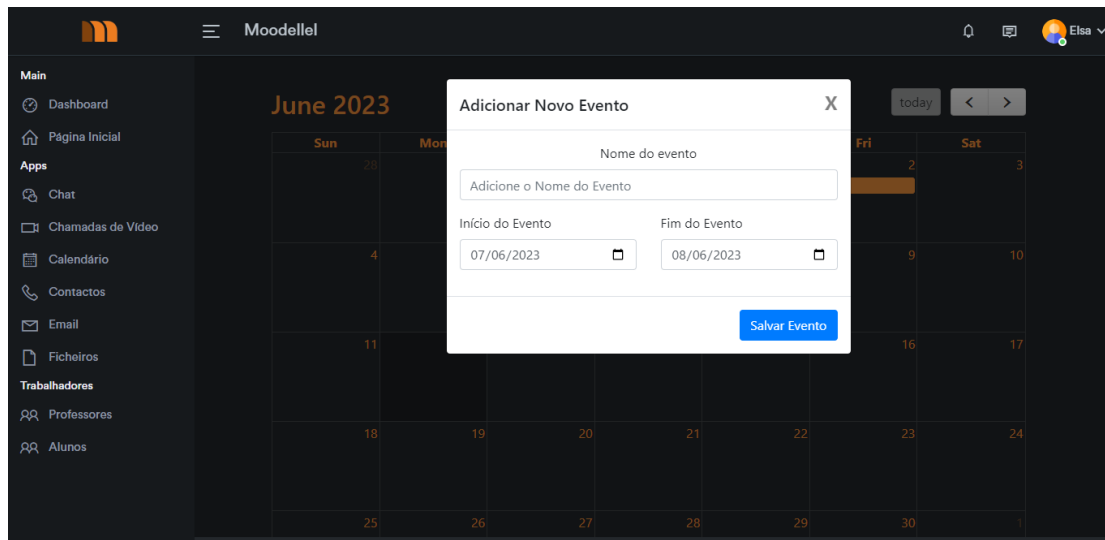 Moodellel
Elsa
Main
Dashboard
Página Inicial
Apps
Chat
Chamadas de Vídeo
Calendário
Contactos
Email
Ficheiros
Trabalhadores
Professores
Alunos
June 2023
today < >
Sun Mon Fri Sat
28 2 3
4 9 10
11 16 17
18 19 20 21 22 23 24
25 26 27 28 29 30 1
Adicionar Novo Evento X
Nome do evento
Adicione o Nome do Evento
Início do Evento Fim do Evento
07/06/2023 08/06/2023
Salvar Evento